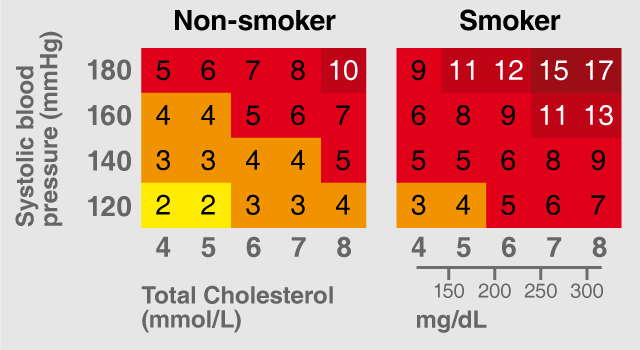 Non-smoker Smoker
Systolic blood
pressure (mmHg)
180 5 6 7 8 10 9 11 12 15 17
160 4 4 5 6 7 6 8 9 11 13
140 3 3 4 4 5 5 5 6 8 9
120 2 2 3 3 4 3 4 5 6 7
4 5 6 7 8 4 5 6 7 8
Total Cholesterol
(mmol/L)
150 200 250 300
mg/dL